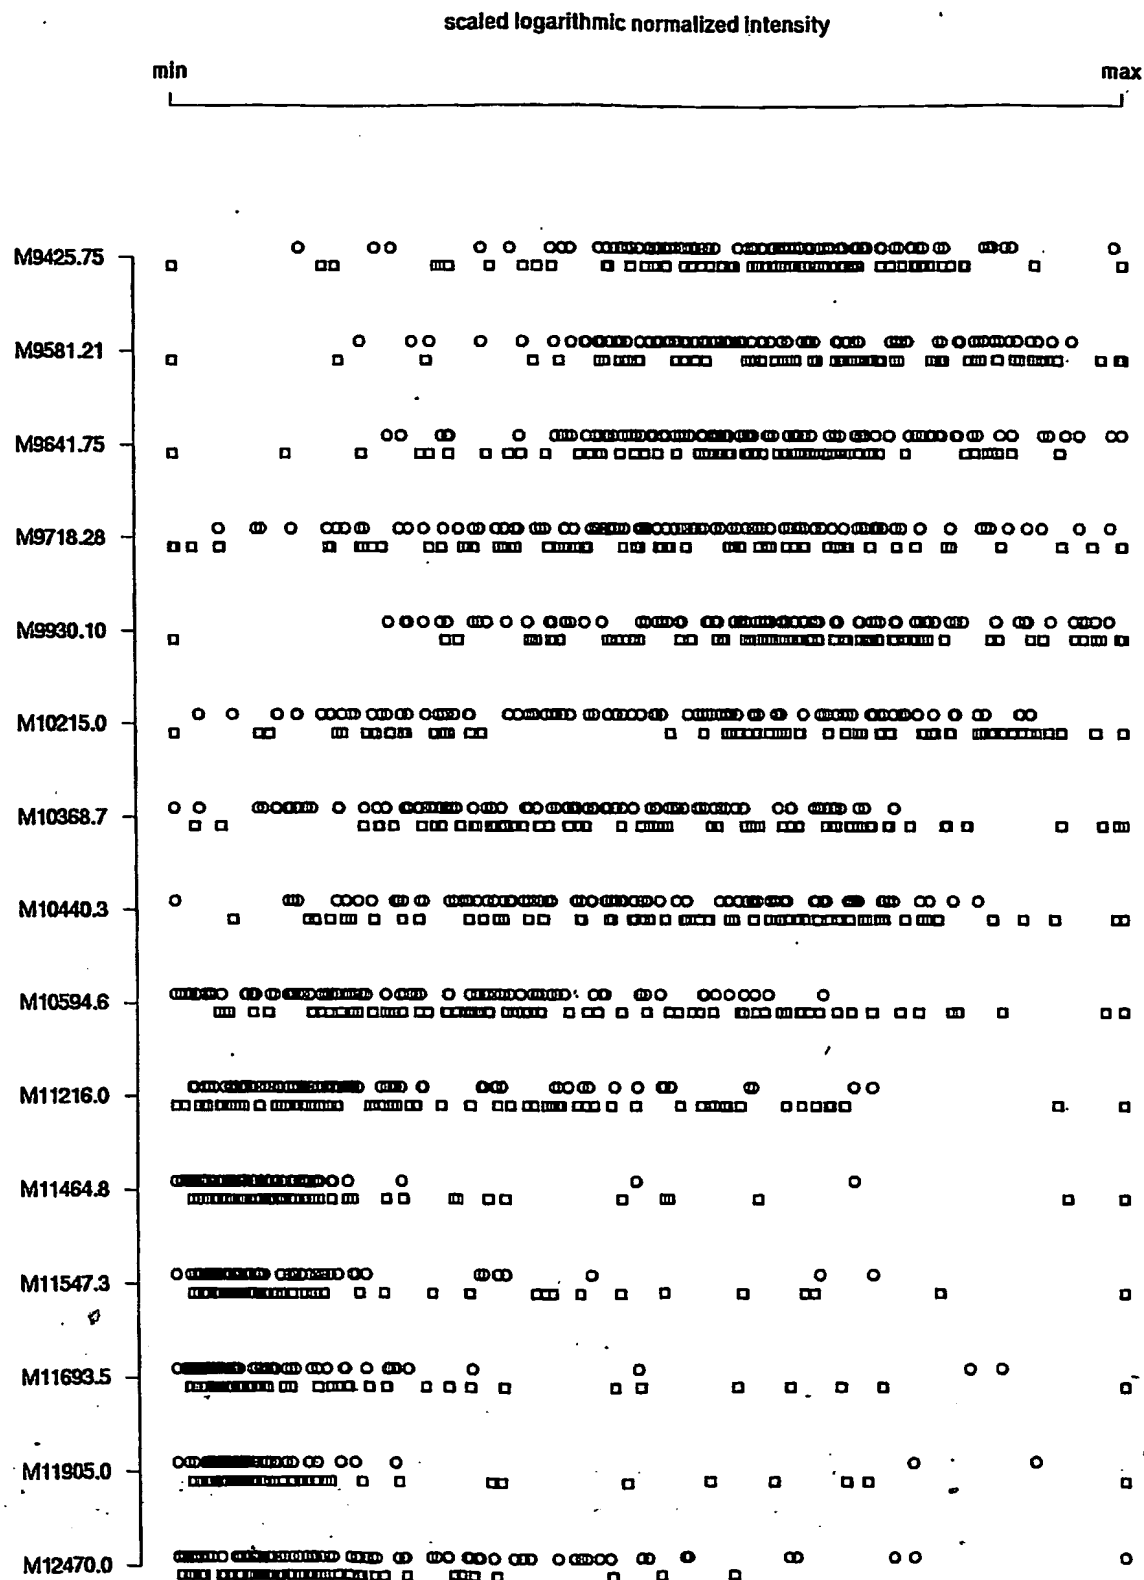 scaled logarithmic normalized intensity
min max
M9425.75
M9581.21
M9641.75
M9718.28
M9930.10
M10215.0
M10368.7
M10440.3
M10594.6
M11216.0
M11464.8
M11547.3
M11693.5
M11905.0
M12470.0